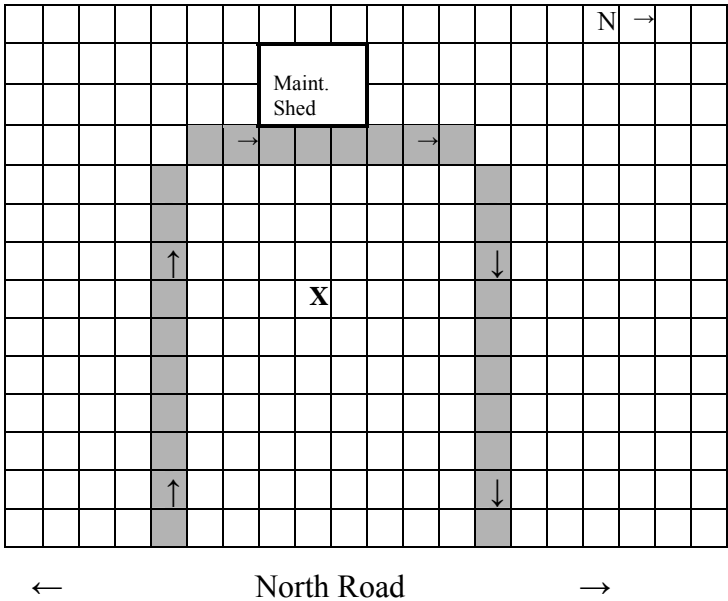 N →
Maint.
Shed
→ →
↑ ↓
X
↑ ↓
← North Road →